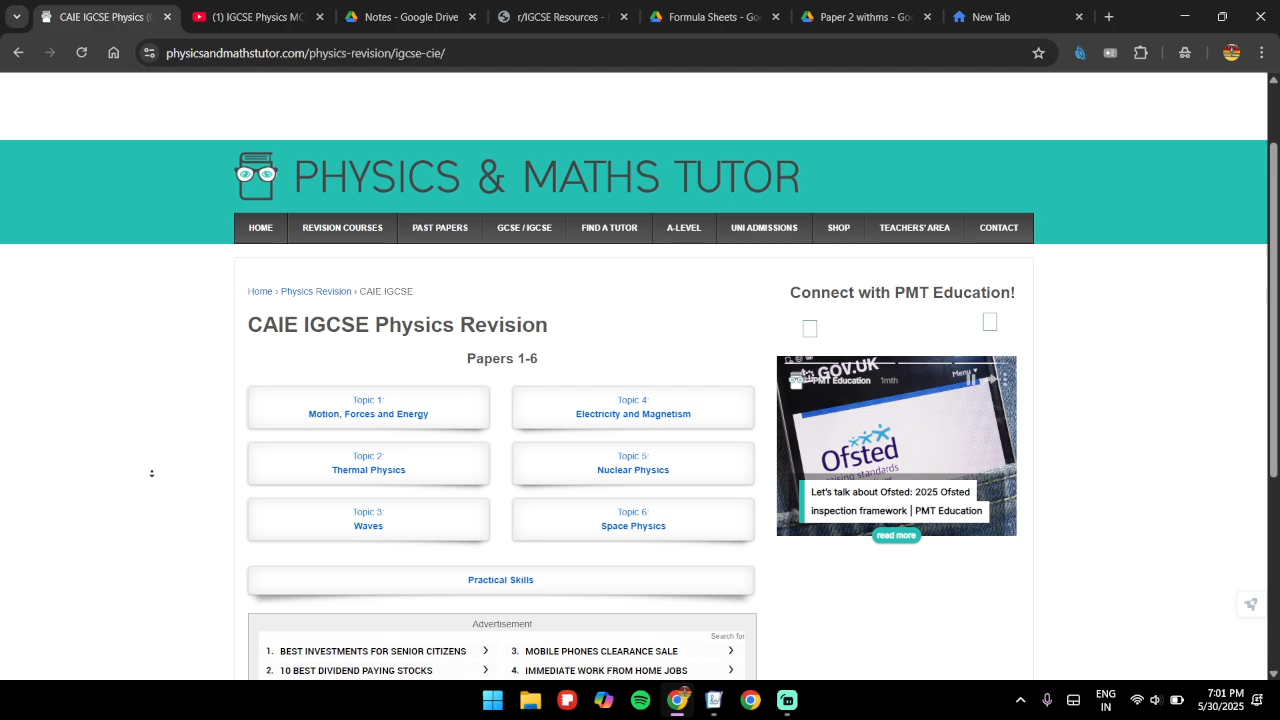 CAIE IGCSE Physics (
(1) IGCSE Physics MC
Notes - Google Drive
r/IGCSE Resources -
Formula Sheets - Go
Paper 2 withms - Go
New Tab
physicsandmathstutor.com/physics-revision/igcse-cie/
PHYSICS & MATHS TUTOR
HOME
REVISION COURSES
PAST PAPERS
GCSE / IGCSE
FIND A TUTOR
A-LEVEL
UNI ADMISSIONS
SHOP
TEACHERS' AREA
CONTACT
Home › Physics Revision › CAIE IGCSE
CAIE IGCSE Physics Revision
Papers 1-6
Topic 1:
Motion, Forces and Energy
Topic 4:
Electricity and Magnetism
Topic 2:
Thermal Physics
Topic 5:
Nuclear Physics
Topic 3:
Waves
Topic 6:
Space Physics
Practical Skills
Advertisement
Search for
1. BEST INVESTMENTS FOR SENIOR CITIZENS
3. MOBILE PHONES CLEARANCE SALE
2. 10 BEST DIVIDEND PAYING STOCKS
4. IMMEDIATE WORK FROM HOME JOBS
Connect with PMT Education!
GOV.UK
Menu
PMT Education 1mth
Ofsted
standards
Let's talk about Ofsted: 2025 Ofsted
inspection framework | PMT Education
read more
ENG
IN
7:01 PM
5/30/2025